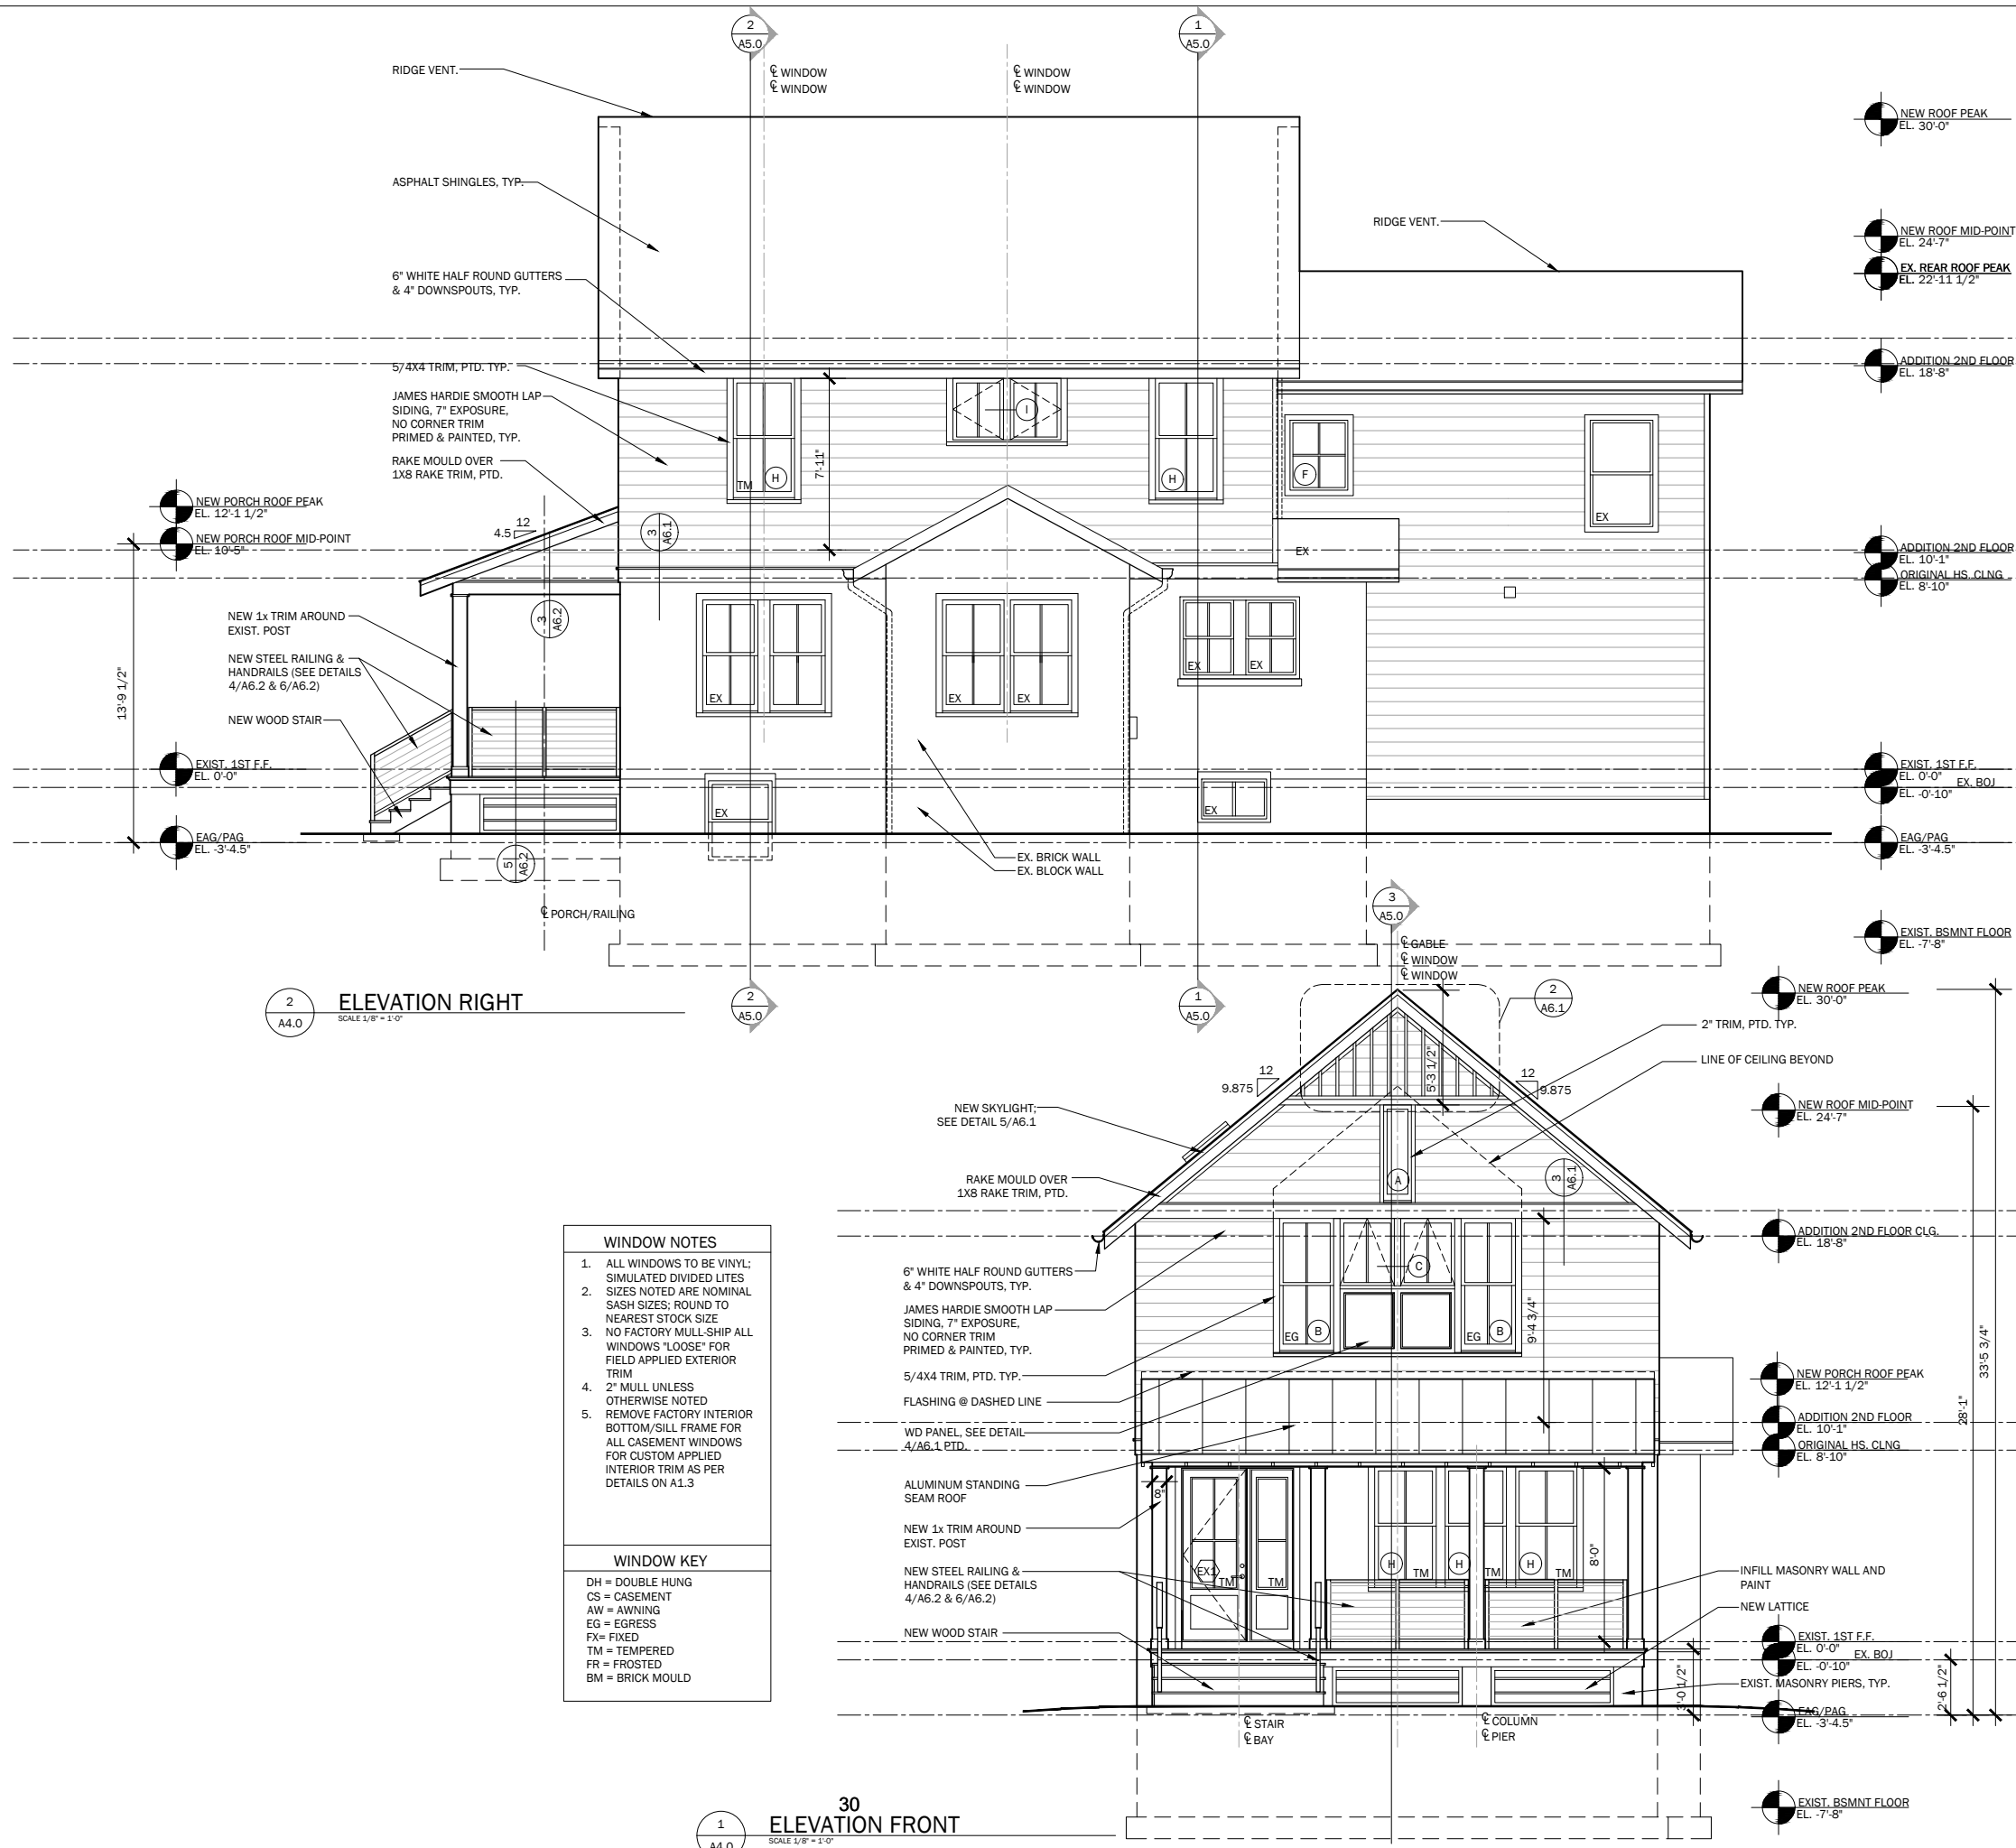 2
A5.0
1
A5.0
℄ WINDOW
℄ WINDOW
℄ WINDOW
℄ WINDOW
RIDGE VENT.
ASPHALT SHINGLES, TYP.
6" WHITE HALF ROUND GUTTERS
& 4" DOWNSPOUTS, TYP.
5/4X4 TRIM, PTD. TYP.
JAMES HARDIE SMOOTH LAP
SIDING, 7" EXPOSURE,
NO CORNER TRIM
PRIMED & PAINTED, TYP.
RAKE MOULD OVER
1X8 RAKE TRIM, PTD.
RIDGE VENT.
NEW ROOF PEAK
EL. 30'-0"
NEW ROOF MID-POINT
EL. 24'-7"
EX. REAR ROOF PEAK
EL. 22'-11 1/2"
ADDITION 2ND FLOOR
EL. 18'-8"
ADDITION 2ND FLOOR
EL. 10'-1"
ORIGINAL HS. CLNG
EL. 8'-10"
EXIST. 1ST F.F.
EL. 0'-0"
EX. BOJ
EL. -0'-10"
EAG/PAG
EL. -3'-4.5"
EXIST. BSMNT FLOOR
EL. -7'-8"
NEW PORCH ROOF PEAK
EL. 12'-1 1/2"
NEW PORCH ROOF MID-POINT
EL. 10'-5"
13'-9 1/2"
NEW 1x TRIM AROUND
EXIST. POST
NEW STEEL RAILING &
HANDRAILS (SEE DETAILS
4/A6.2 & 6/A6.2)
NEW WOOD STAIR
EXIST. 1ST F.F.
EL. 0'-0"
EAG/PAG
EL. -3'-4.5"
12
4.5
3
A6.1
3
A6.2
5
A6.2
TM
H
7'-11"
I
H
F
EX
EX
EX
EX
EX
EX
EX
EX
EX
EX. BRICK WALL
EX. BLOCK WALL
℄ PORCH/RAILING
2
A4.0
ELEVATION RIGHT
SCALE 1/8" = 1'-0"
2
A5.0
1
A5.0
3
A5.0
℄ GABLE
℄ WINDOW
℄ WINDOW
2
A6.1
2" TRIM, PTD. TYP.
LINE OF CEILING BEYOND
5'-3 1/2"
12
9.875
12
9.875
NEW SKYLIGHT;
SEE DETAIL 5/A6.1
RAKE MOULD OVER
1X8 RAKE TRIM, PTD.
A
3
A6.1
6" WHITE HALF ROUND GUTTERS
& 4" DOWNSPOUTS, TYP.
JAMES HARDIE SMOOTH LAP
SIDING, 7" EXPOSURE,
NO CORNER TRIM
PRIMED & PAINTED, TYP.
5/4X4 TRIM, PTD. TYP.
FLASHING @ DASHED LINE
WD PANEL, SEE DETAIL
4/A6.1 PTD.
ALUMINUM STANDING
SEAM ROOF
NEW 1x TRIM AROUND
EXIST. POST
NEW STEEL RAILING &
HANDRAILS (SEE DETAILS
4/A6.2 & 6/A6.2)
NEW WOOD STAIR
C
EG
B
EG
B
9'-4 3/4"
8"
8'-0"
EX1
TM
TM
H
TM
H
TM
H
TM
INFILL MASONRY WALL AND
PAINT
NEW LATTICE
EXIST. MASONRY PIERS, TYP.
3'-0 1/2"
2'-6 1/2"
28'-1"
33'-5 3/4"
NEW ROOF PEAK
EL. 30'-0"
NEW ROOF MID-POINT
EL. 24'-7"
ADDITION 2ND FLOOR CLG.
EL. 18'-8"
NEW PORCH ROOF PEAK
EL. 12'-1 1/2"
ADDITION 2ND FLOOR
EL. 10'-1"
ORIGINAL HS. CLNG
EL. 8'-10"
EXIST. 1ST F.F.
EL. 0'-0"
EX. BOJ
EL. -0'-10"
EAG/PAG
EL. -3'-4.5"
EXIST. BSMNT FLOOR
EL. -7'-8"
℄ STAIR
℄ BAY
℄ COLUMN
℄ PIER
WINDOW NOTES
1. ALL WINDOWS TO BE VINYL;
SIMULATED DIVIDED LITES
2. SIZES NOTED ARE NOMINAL
SASH SIZES; ROUND TO
NEAREST STOCK SIZE
3. NO FACTORY MULL-SHIP ALL
WINDOWS "LOOSE" FOR
FIELD APPLIED EXTERIOR
TRIM
4. 2" MULL UNLESS
OTHERWISE NOTED
5. REMOVE FACTORY INTERIOR
BOTTOM/SILL FRAME FOR
ALL CASEMENT WINDOWS
FOR CUSTOM APPLIED
INTERIOR TRIM AS PER
DETAILS ON A1.3
WINDOW KEY
DH = DOUBLE HUNG
CS = CASEMENT
AW = AWNING
EG = EGRESS
FX= FIXED
TM = TEMPERED
FR = FROSTED
BM = BRICK MOULD
30
1
A4.0
ELEVATION FRONT
SCALE 1/8" = 1'-0"